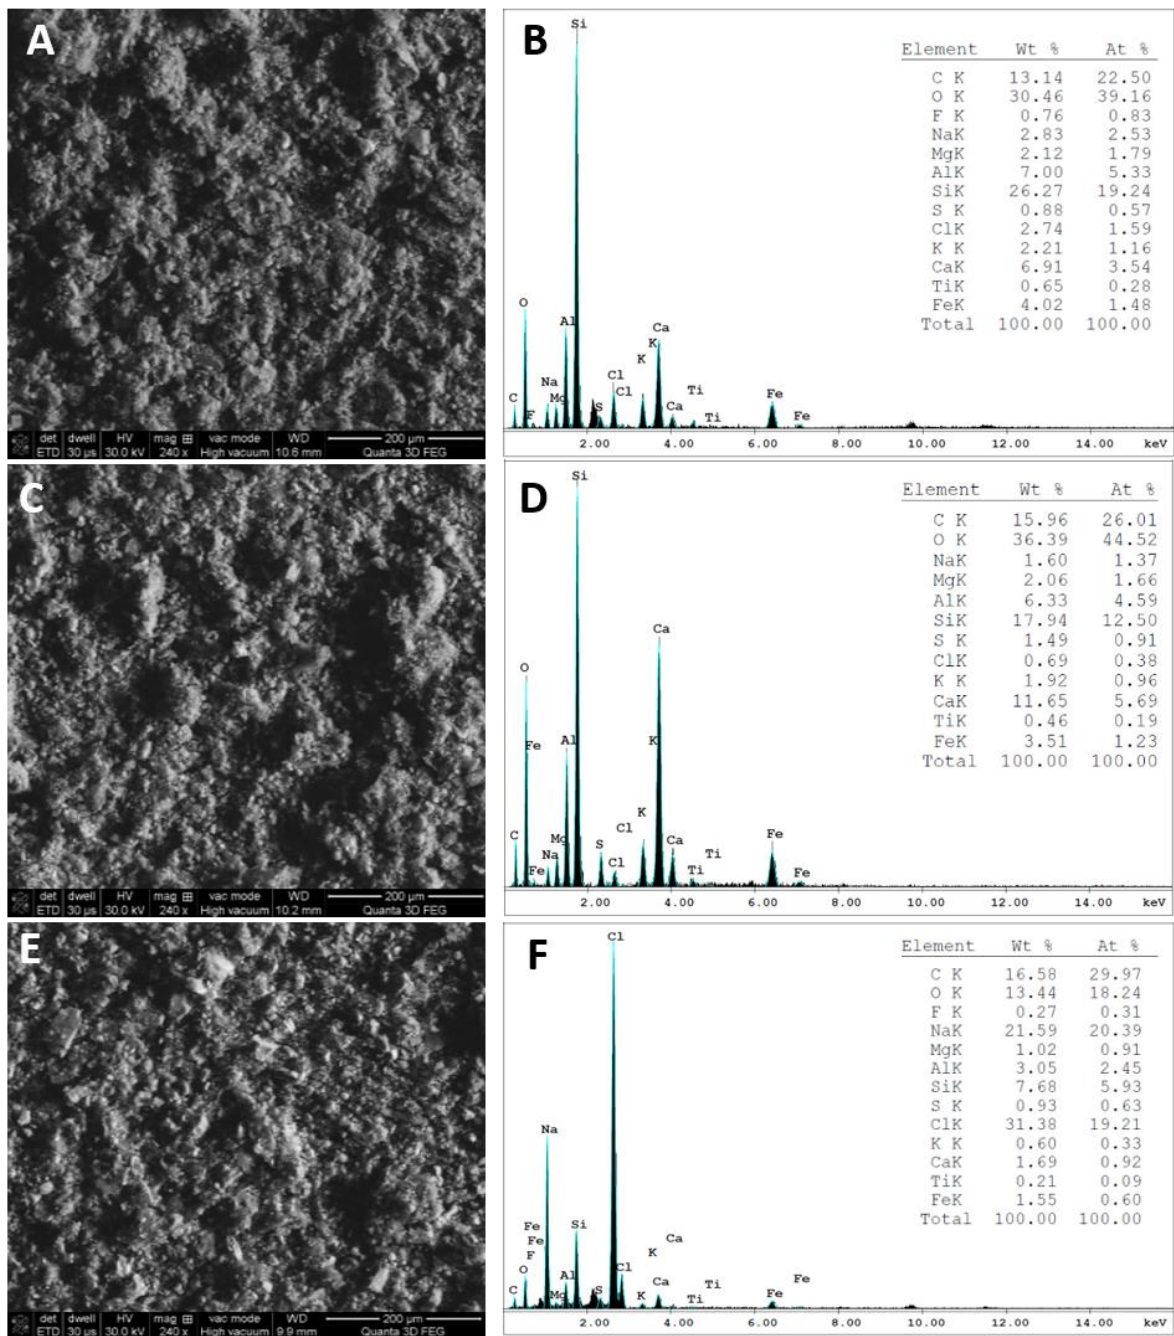 A
det dwell HV mag ⊞ vac mode WD 200 µm
ETD 30 µs 30.0 kV 240 x High vacuum 10.6 mm Quanta 3D FEG
B
Si
O
Al
Ca
K
K
Na
Cl
C
F
Mg
S
Cl
Ca
Ti
Ti
Fe
Fe
2.00 4.00 6.00 8.00 10.00 12.00 14.00 keV
Element Wt % At %
C K 13.14 22.50
O K 30.46 39.16
F K 0.76 0.83
NaK 2.83 2.53
MgK 2.12 1.79
AlK 7.00 5.33
SiK 26.27 19.24
S K 0.88 0.57
ClK 2.74 1.59
K K 2.21 1.16
CaK 6.91 3.54
TiK 0.65 0.28
FeK 4.02 1.48
Total 100.00 100.00
C
det dwell HV mag ⊞ vac mode WD 200 µm
ETD 30 µs 30.0 kV 240 x High vacuum 10.2 mm Quanta 3D FEG
D
Si
Ca
O
Fe
Al
K
K
C
Mg
Na
Fe
S
Cl
Cl
Ca
Ti
Ti
Fe
Fe
2.00 4.00 6.00 8.00 10.00 12.00 14.00 keV
Element Wt % At %
C K 15.96 26.01
O K 36.39 44.52
NaK 1.60 1.37
MgK 2.06 1.66
AlK 6.33 4.59
SiK 17.94 12.50
S K 1.49 0.91
ClK 0.69 0.38
K K 1.92 0.96
CaK 11.65 5.69
TiK 0.46 0.19
FeK 3.51 1.23
Total 100.00 100.00
E
det dwell HV mag ⊞ vac mode WD 200 µm
ETD 30 µs 30.0 kV 240 x High vacuum 9.9 mm Quanta 3D FEG
F
Cl
Na
Si
Fe
Fe
F
O
C
Mg
Al
S
Cl
K
K
Ca
Ca
Ti
Ti
Fe
Fe
2.00 4.00 6.00 8.00 10.00 12.00 14.00 keV
Element Wt % At %
C K 16.58 29.97
O K 13.44 18.24
F K 0.27 0.31
NaK 21.59 20.39
MgK 1.02 0.91
AlK 3.05 2.45
SiK 7.68 5.93
S K 0.93 0.63
ClK 31.38 19.21
K K 0.60 0.33
CaK 1.69 0.92
TiK 0.21 0.09
FeK 1.55 0.60
Total 100.00 100.00